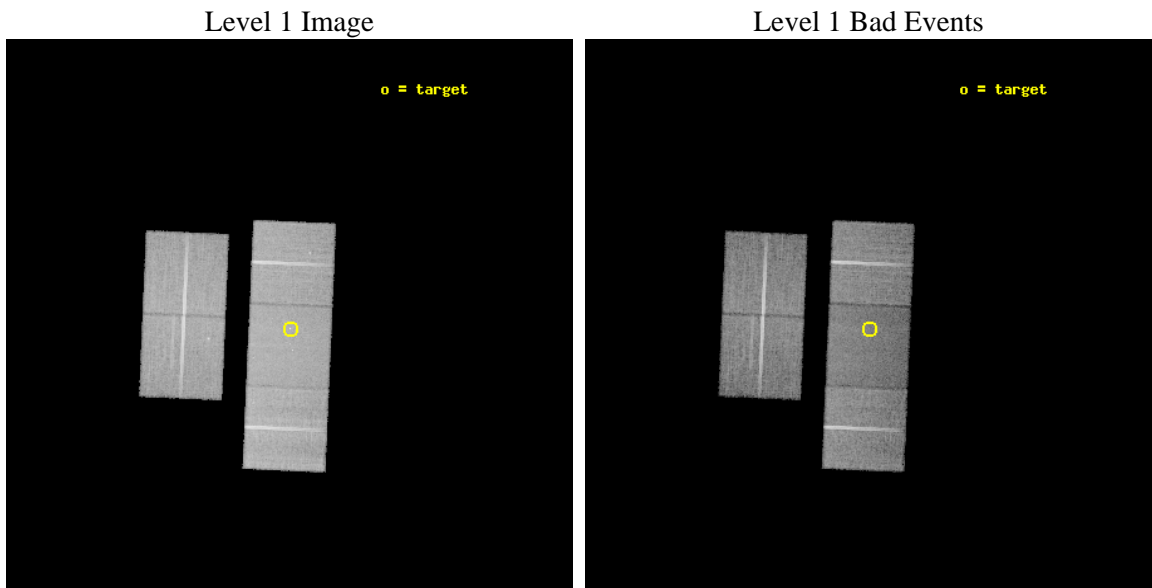 Level 1 Image
Level 1 Bad Events
o = target
o = target